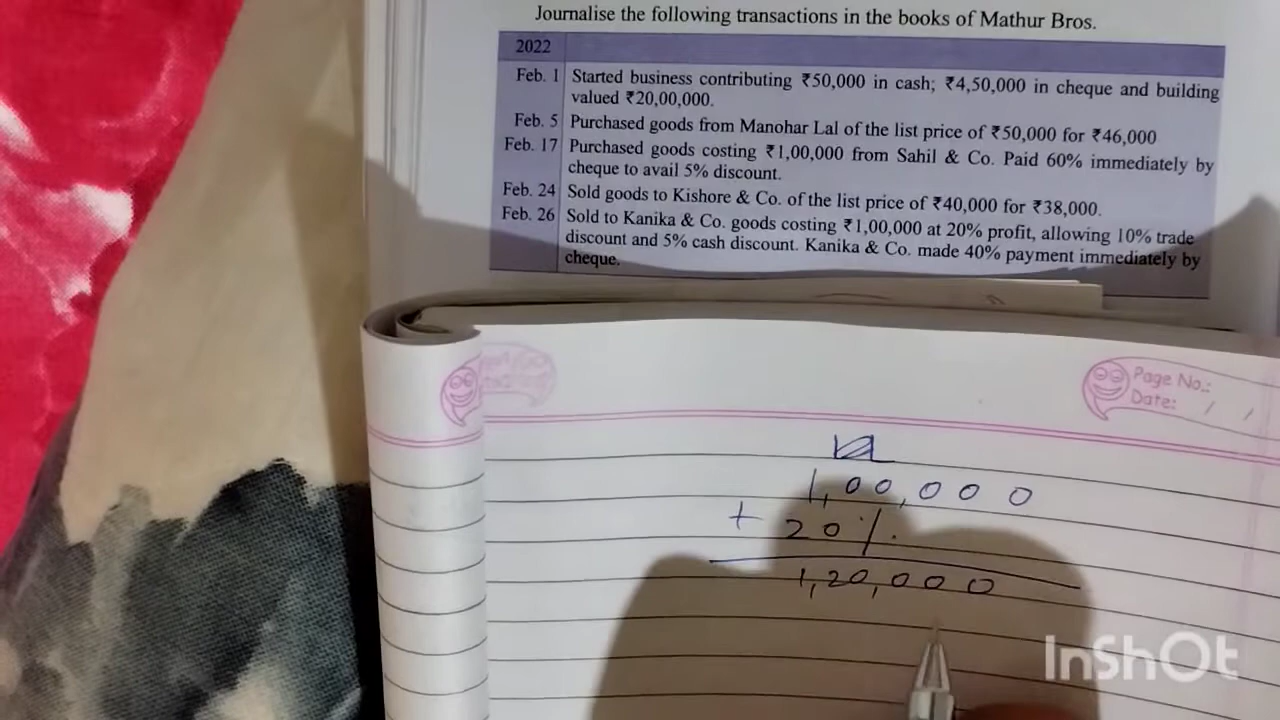 Journalise the following transactions in the books of Mathur Bros.
2022
Feb. 1 Started business contributing ₹50,000 in cash; ₹4,50,000 in cheque and building
valued ₹20,00,000.
Feb. 5 Purchased goods from Manohar Lal of the list price of ₹50,000 for ₹46,000
Feb. 17 Purchased goods costing ₹1,00,000 from Sahil & Co. Paid 60% immediately by
cheque to avail 5% discount.
Feb. 24 Sold goods to Kishore & Co. of the list price of ₹40,000 for ₹38,000.
Feb. 26 Sold to Kanika & Co. goods costing ₹1,00,000 at 20% profit, allowing 10% trade
discount and 5% cash discount. Kanika & Co. made 40% payment immediately by
cheque.
Page No.:
Date: / /
1,00,000
+ 20%.
1,20,000
InShOt